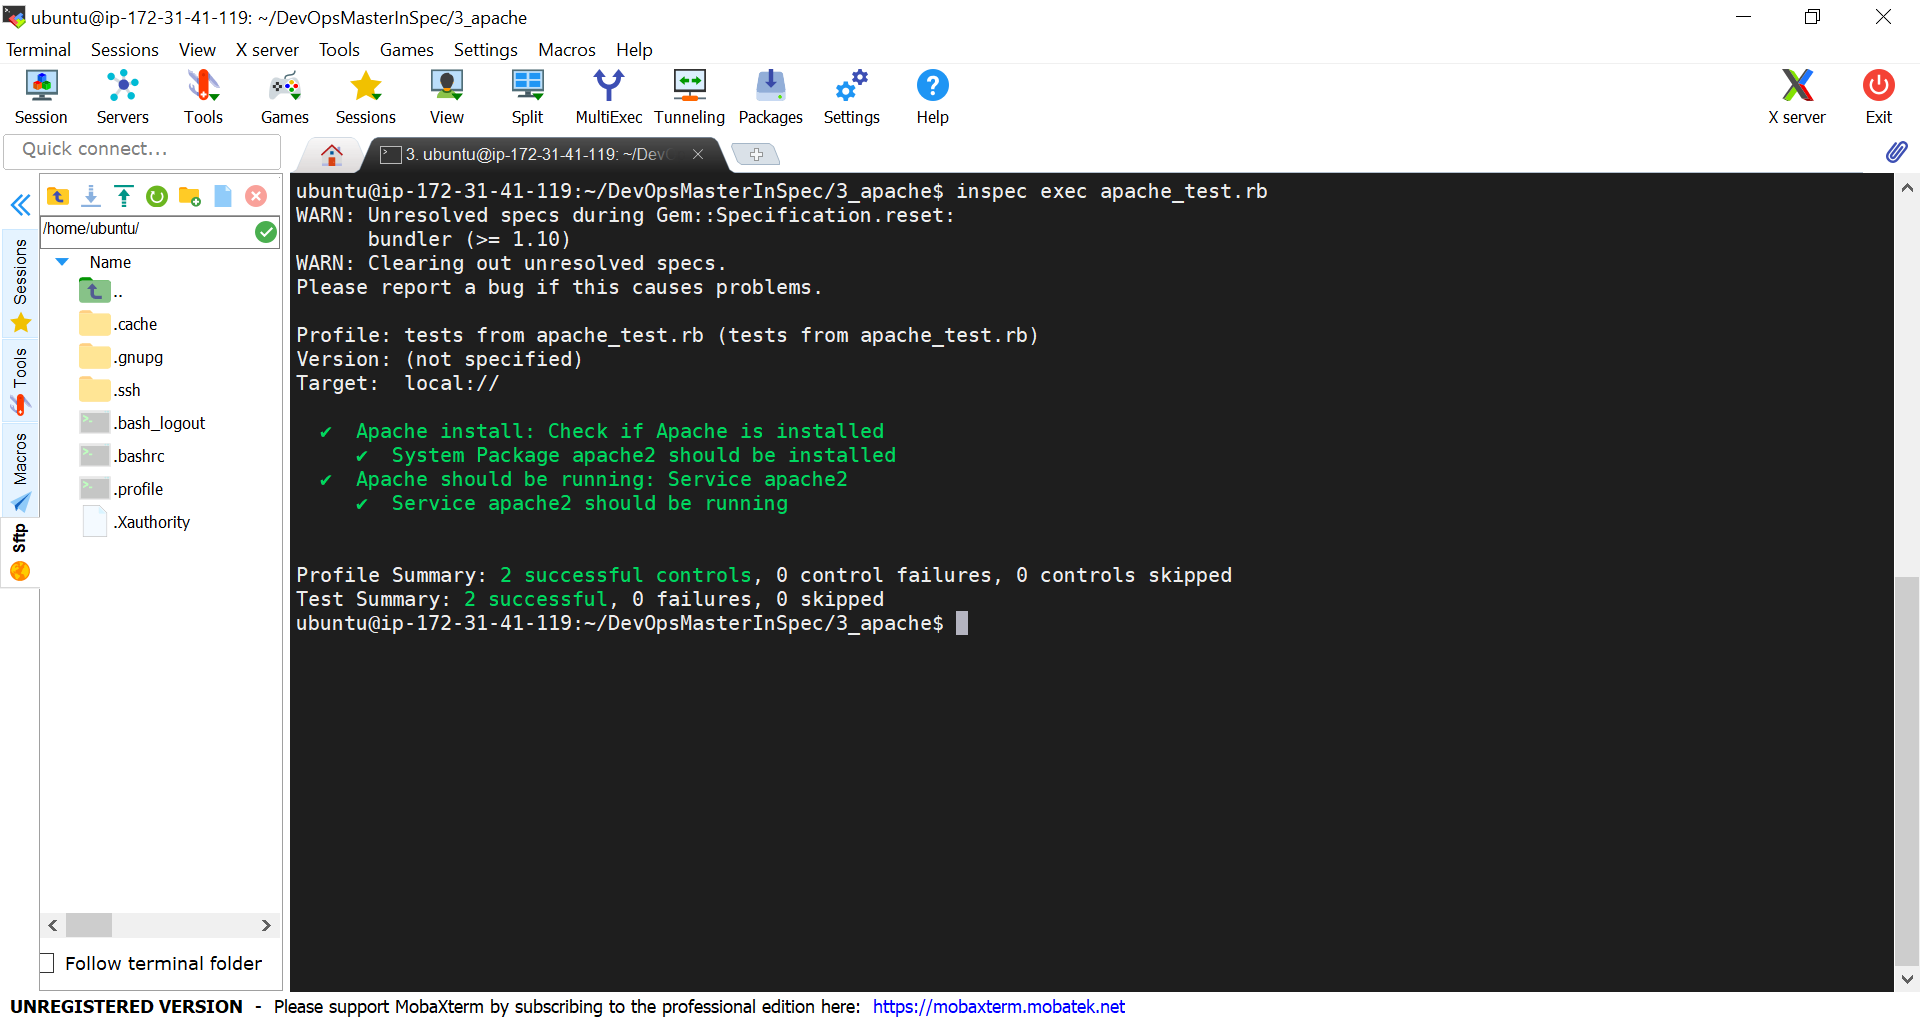 ubuntu@ip-172-31-41-119: ~/DevOpsMasterInSpec/3_apache
Terminal Sessions View X server Tools Games Settings Macros Help
Session Servers Tools Games Sessions View Split MultiExec Tunneling Packages Settings Help X server Exit
Quick connect...
3. ubuntu@ip-172-31-41-119: ~/Dev
/home/ubuntu/
Name
..
.cache
.gnupg
.ssh
.bash_logout
.bashrc
.profile
.Xauthority
Sessions
Tools
Macros
Sftp
Follow terminal folder
ubuntu@ip-172-31-41-119:~/DevOpsMasterInSpec/3_apache$ inspec exec apache_test.rb
WARN: Unresolved specs during Gem::Specification.reset:
bundler (>= 1.10)
WARN: Clearing out unresolved specs.
Please report a bug if this causes problems.
Profile: tests from apache_test.rb (tests from apache_test.rb)
Version: (not specified)
Target:  local://
✔  Apache install: Check if Apache is installed
✔  System Package apache2 should be installed
✔  Apache should be running: Service apache2
✔  Service apache2 should be running
Profile Summary: 2 successful controls, 0 control failures, 0 controls skipped
Test Summary: 2 successful, 0 failures, 0 skipped
ubuntu@ip-172-31-41-119:~/DevOpsMasterInSpec/3_apache$
UNREGISTERED VERSION - Please support MobaXterm by subscribing to the professional edition here: https://mobaxterm.mobatek.net